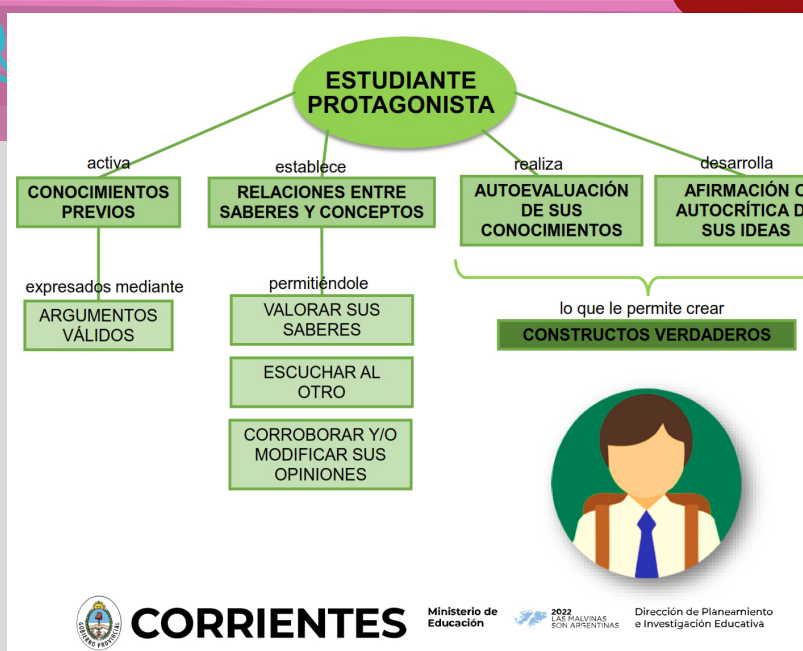 ESTUDIANTE
PROTAGONISTA
activa
CONOCIMIENTOS
PREVIOS
expresados mediante
ARGUMENTOS
VÁLIDOS
establece
RELACIONES ENTRE
SABERES Y CONCEPTOS
permitiéndole
VALORAR SUS
SABERES
ESCUCHAR AL
OTRO
CORROBORAR Y/O
MODIFICAR SUS
OPINIONES
realiza
AUTOEVALUACIÓN
DE SUS
CONOCIMIENTOS
desarrolla
AFIRMACIÓN
AUTOCRÍTICA
SUS IDEAS
lo que le permite crear
CONSTRUCTOS VERDADEROS
GOBIERNO PROVINCIAL
CORRIENTES
Ministerio de
Educación
2022
LAS MALVINAS
SON ARGENTINAS
Dirección de Planeamiento
e Investigación Educativa